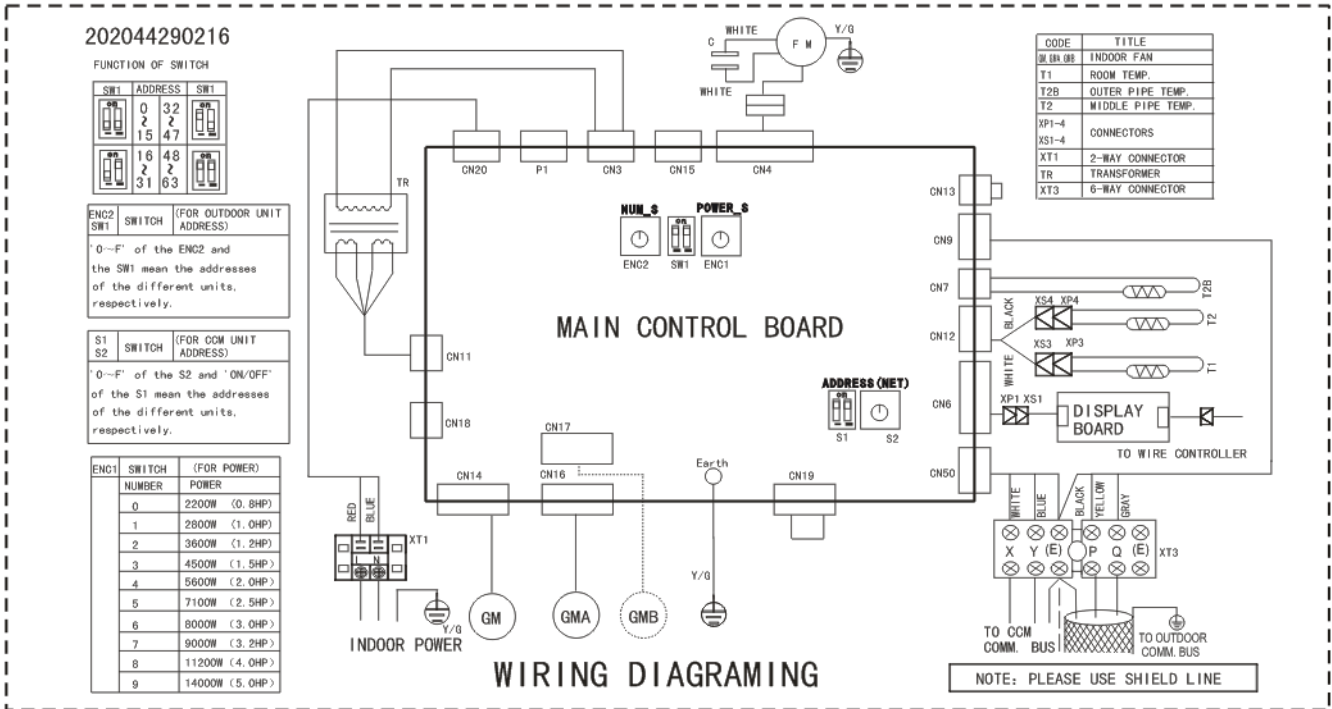 202044290216
FUNCTION OF SWITCH
SW1 ADDRESS SW1
on 0 32 on
~ ~
15 47
on 16 48 on
~ ~
31 63
ENC2 SW1 SWITCH (FOR OUTDOOR UNIT ADDRESS)
'0~F' of the ENC2 and
the SW1 mean the addresses
of the different units,
respectively.
S1 S2 SWITCH (FOR CCM UNIT ADDRESS)
'0~F' of the S2 and 'ON/OFF'
of the S1 mean the addresses
of the different units,
respectively.
ENC1 SWITCH (FOR POWER)
NUMBER POWER
0 2200W (0.8HP)
1 2800W (1.0HP)
2 3600W (1.2HP)
3 4500W (1.5HP)
4 5600W (2.0HP)
5 7100W (2.5HP)
6 8000W (3.0HP)
7 9000W (3.2HP)
8 11200W (4.0HP)
9 14000W (5.0HP)
WHITE
C
FM
Y/G
WHITE
CN20
P1
CN3
CN15
CN4
TR
NUM_S
ENC2
on
SW1
POWER_S
ENC1
MAIN CONTROL BOARD
CN11
CN18
CN17
CN14
CN16
Earth
CN19
ADDRESS(NET)
on
S1
S2
CN13
CN9
CN7
CN12
CN6
CN50
T2B
BLACK
XS4 XP4
T2
WHITE
XS3 XP3
T1
XP1 XS1
DISPLAY
BOARD
TO WIRE CONTROLLER
RED
BLUE
XT1
L N
Y/G
INDOOR POWER
GM
GMA
GMB
Y/G
WHITE
BLUE
BLACK
YELLOW
GRAY
X Y (E) P Q (E)
XT3
TO CCM
COMM. BUS
TO OUTDOOR
COMM. BUS
WIRING DIAGRAMING
NOTE: PLEASE USE SHIELD LINE
CODE TITLE
GM, GMA, GMB INDOOR FAN
T1 ROOM TEMP.
T2B OUTER PIPE TEMP.
T2 MIDDLE PIPE TEMP.
XP1-4
XS1-4 CONNECTORS
XT1 2-WAY CONNECTOR
TR TRANSFORMER
XT3 6-WAY CONNECTOR